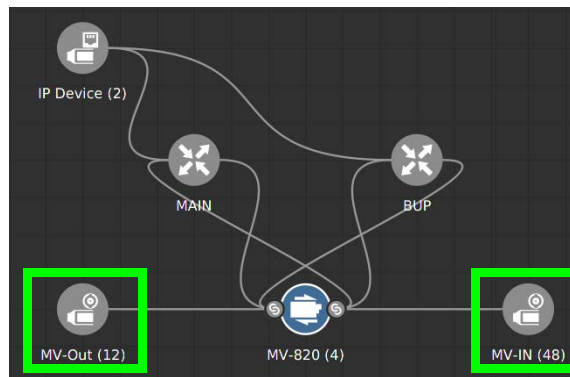 IP Device (2)
MAIN
BUP
MV-Out (12)
MV-820 (4)
MV-IN (48)